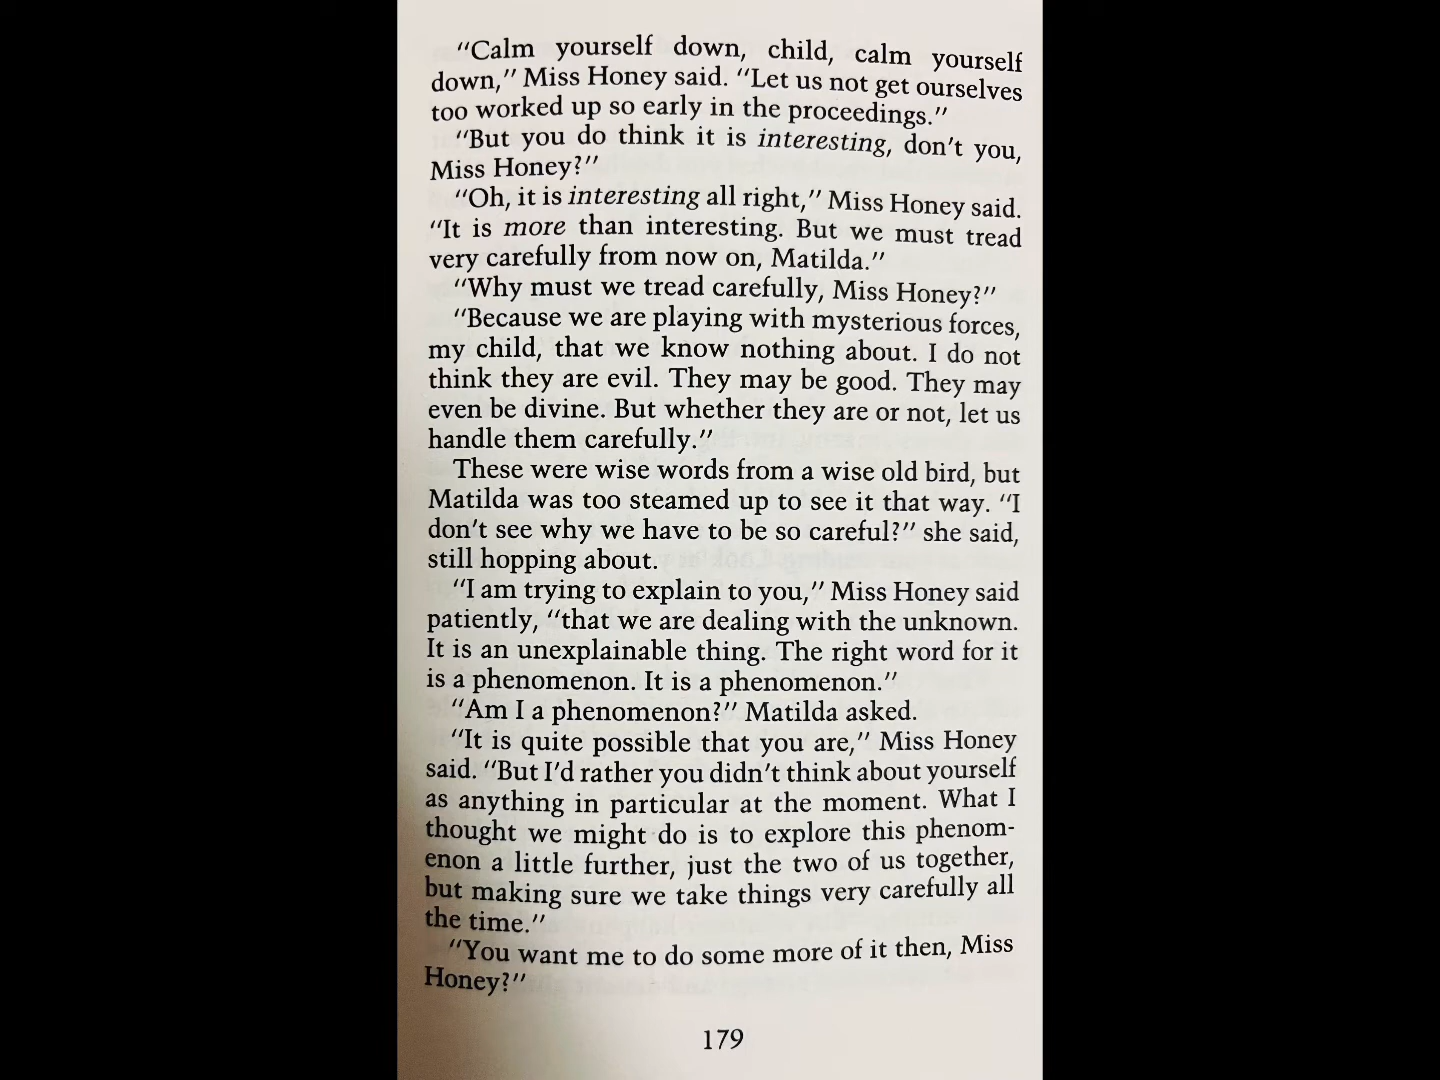 “Calm yourself down, child, calm yourself
down,” Miss Honey said. “Let us not get ourselves
too worked up so early in the proceedings.”
“But you do think it is interesting, don’t you,
Miss Honey?”
“Oh, it is interesting all right,” Miss Honey said.
“It is more than interesting. But we must tread
very carefully from now on, Matilda.”
“Why must we tread carefully, Miss Honey?”
“Because we are playing with mysterious forces,
my child, that we know nothing about. I do not
think they are evil. They may be good. They may
even be divine. But whether they are or not, let us
handle them carefully.”
These were wise words from a wise old bird, but
Matilda was too steamed up to see it that way. “I
don’t see why we have to be so careful?” she said,
still hopping about.
“I am trying to explain to you,” Miss Honey said
patiently, “that we are dealing with the unknown.
It is an unexplainable thing. The right word for it
is a phenomenon. It is a phenomenon.”
“Am I a phenomenon?” Matilda asked.
“It is quite possible that you are,” Miss Honey
said. “But I’d rather you didn’t think about yourself
as anything in particular at the moment. What I
thought we might do is to explore this phenom-
enon a little further, just the two of us together,
but making sure we take things very carefully all
the time.”
“You want me to do some more of it then, Miss
Honey?”
179